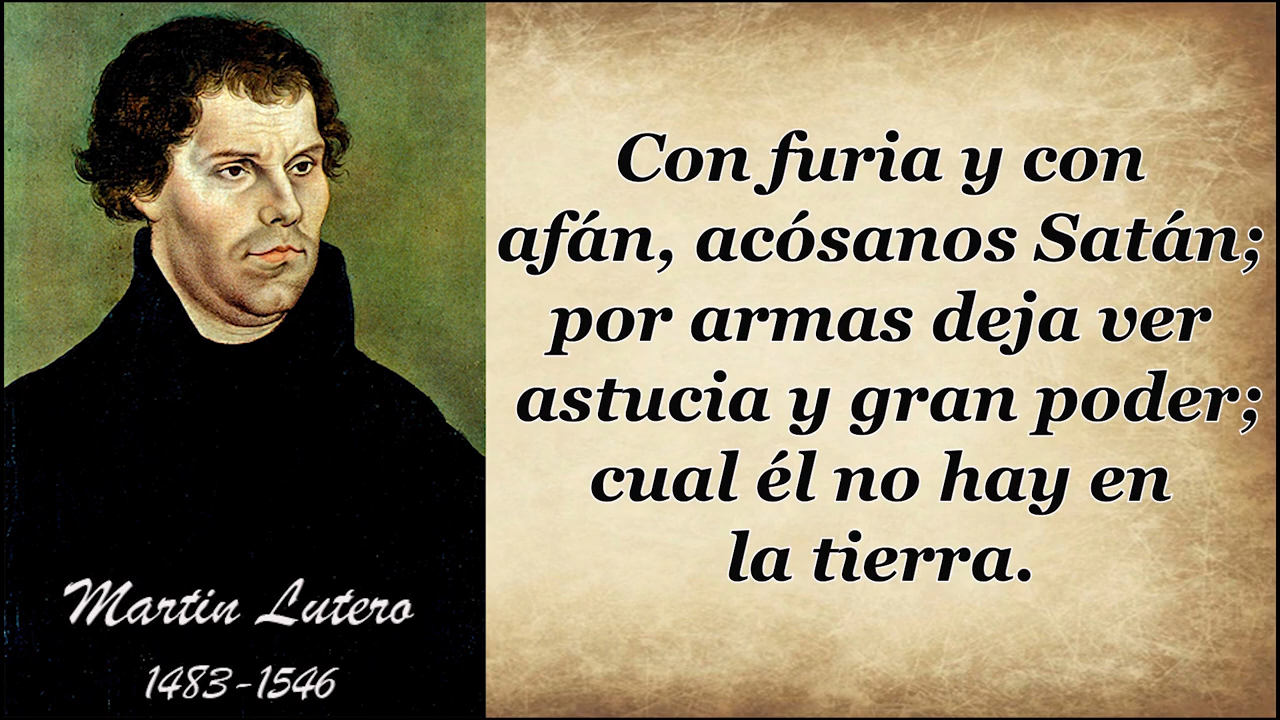 Con furia y con
afán, acósanos Satán;
por armas deja ver
astucia y gran poder;
cual él no hay en
la tierra.
Martin Lutero
1483-1546